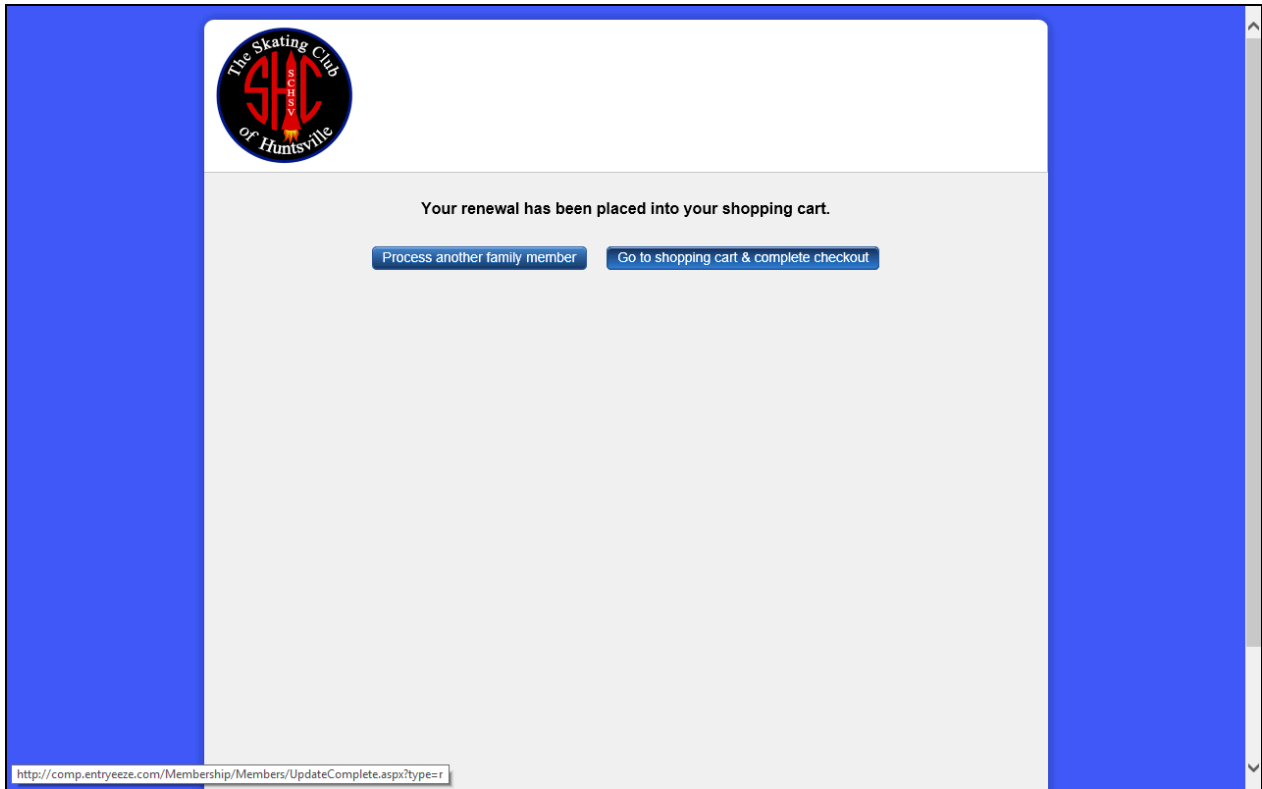 The Skating Club
SHC
SCHSV
of Huntsville
Your renewal has been placed into your shopping cart.
Process another family member
Go to shopping cart & complete checkout
http://comp.entryeeze.com/Membership/Members/UpdateComplete.aspx?type=r